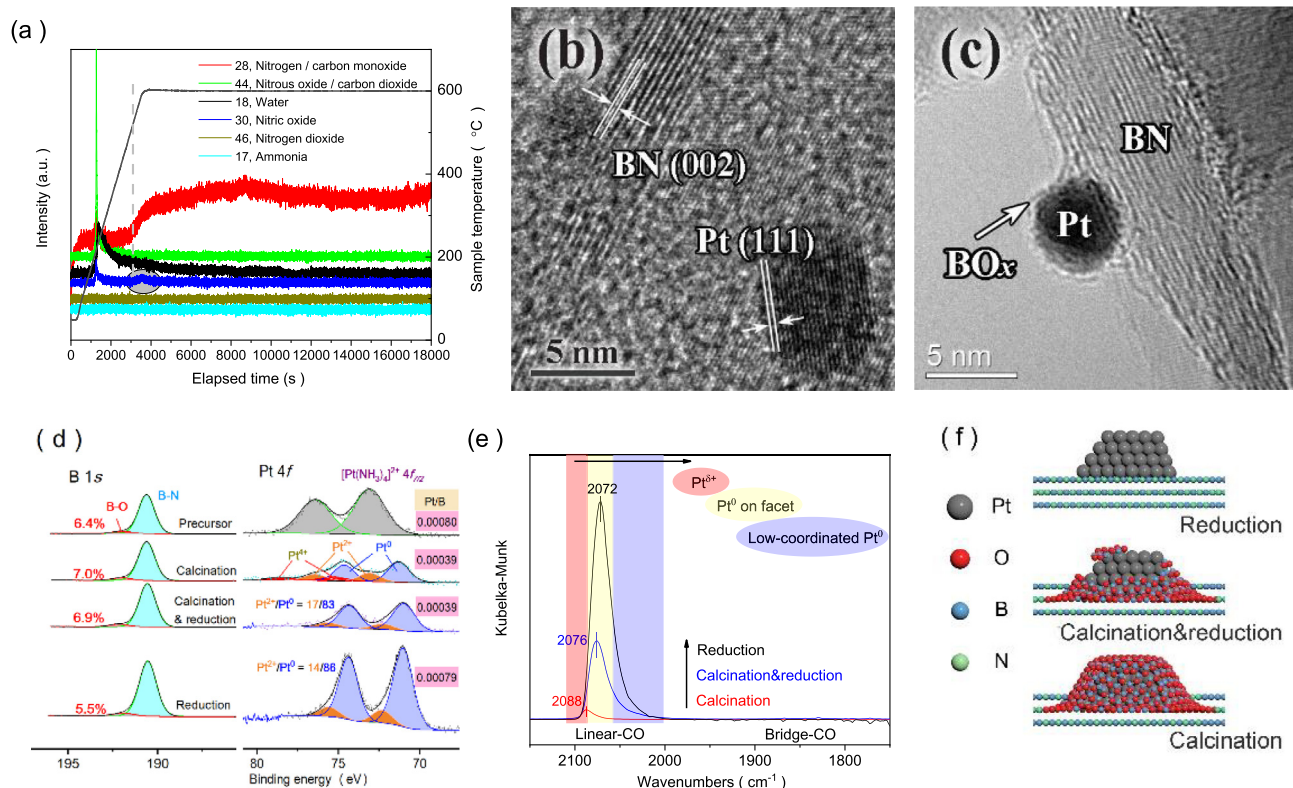 (a)
28, Nitrogen / carbon monoxide
44, Nitrous oxide / carbon dioxide
18, Water
30, Nitric oxide
46, Nitrogen dioxide
17, Ammonia
Intensity (a.u.)
Sample temperature ( °C)
600
400
200
0
0 2000 4000 6000 8000 10000 12000 14000 16000 18000
Elapsed time (s )
(b)
BN (002)
Pt (111)
5 nm
(c)
BN
Pt
BOx
5 nm
(d)
B 1s
B-O
B-N
6.4%
Precursor
7.0%
Calcination
6.9%
Calcination
& reduction
5.5%
Reduction
195 190
Pt 4f
[Pt(NH3)4]2+ 4f7/2
Pt/B
0.00080
Pt4+
Pt2+
Pt0
0.00039
Pt2+/Pt0 = 17/83
0.00039
Pt2+/Pt0 = 14/86
0.00079
80 75 70
Binding energy (eV)
(e)
2072
Ptδ+
Pt0 on facet
Low-coordinated Pt0
2076
2088
Reduction
Calcination&reduction
Calcination
Kubelka-Munk
Linear-CO
Bridge-CO
2100 2000 1900 1800
Wavenumbers ( cm-1)
(f)
Pt
O
B
N
Reduction
Calcination&reduction
Calcination